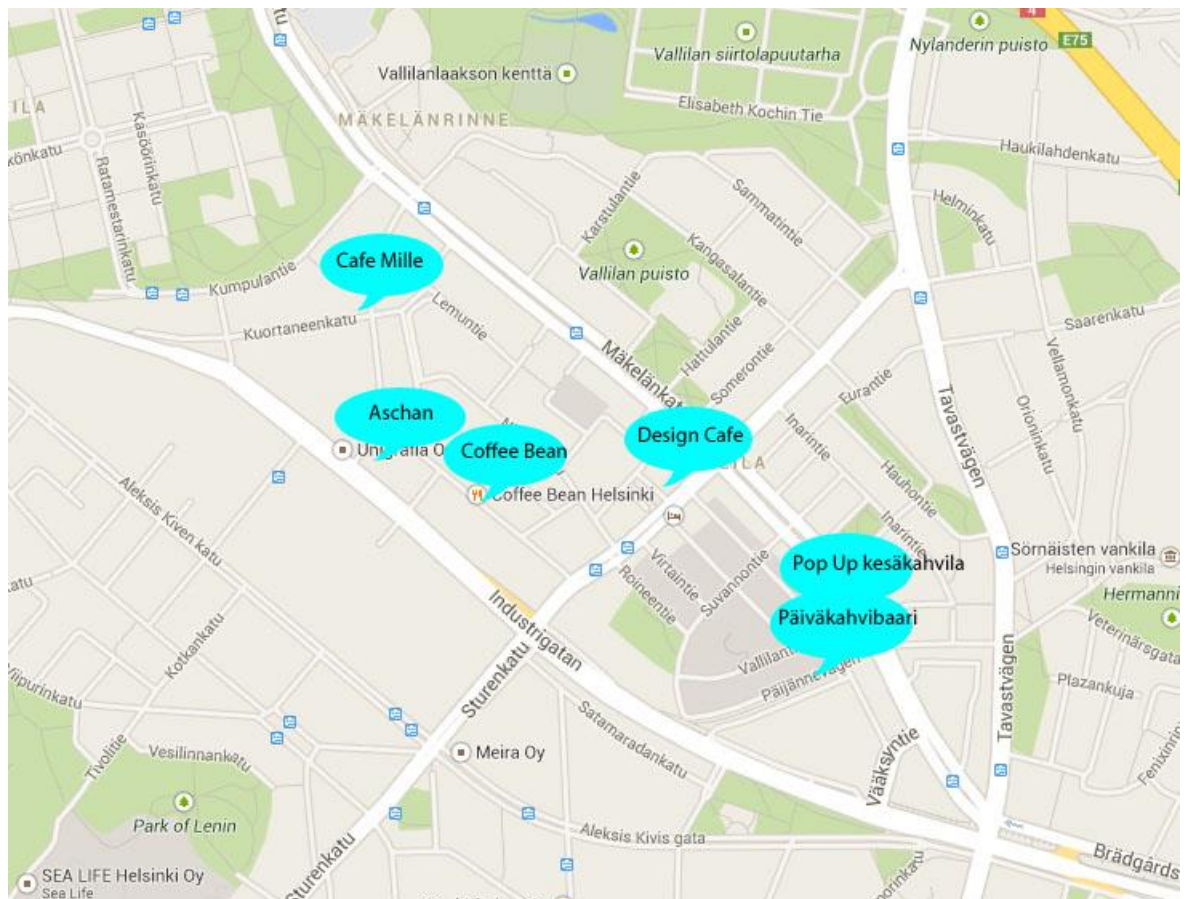 4
E75
Nylanderin puisto
Vallilan siirtolapuutarha
Vallilanlaakson kenttä
Elisabeth Kochin Tie
MÄKELÄNRINNE
ILA
Kasöörinkatu
Ratamestarinkatu
Haukilahdenkatu
Karstulantie
Sammatintie
Kangasalantie
Helminkatu
Vallilan puisto
Cafe Mille
Kumpulantie
Kuortaneenkatu
Lemuntie
Mäkelänkatu
Hattulantie
Somerontie
Saarenkatu
Vellamonkatu
Eurantie
Orioninkatu
Tavastvägen
Aschan
Coffee Bean
Design Cafe
Inarintie
Hauhontie
Coffee Bean Helsinki
Aleksis Kiven katu
Inarintie
Virtaintie
Suvannontie
Roineentie
Pop Up kesäkahvila
Päiväkahvibaari
Sörnäisten vankila
Helsingin vankila
Industrigatan
Päijännevägen
Veterinärsgata
Plazankuja
Kotkankatu
Sturenkatu
Tavastvägen
Satamaradankatu
Meira Oy
Vesilinnankatu
Tivolitie
Vääksyntie
Fenixinrin
Park of Lenin
Aleksis Kivis gata
Brädgårds
SEA LIFE Helsinki Oy
Sea Life
Sturenkatu